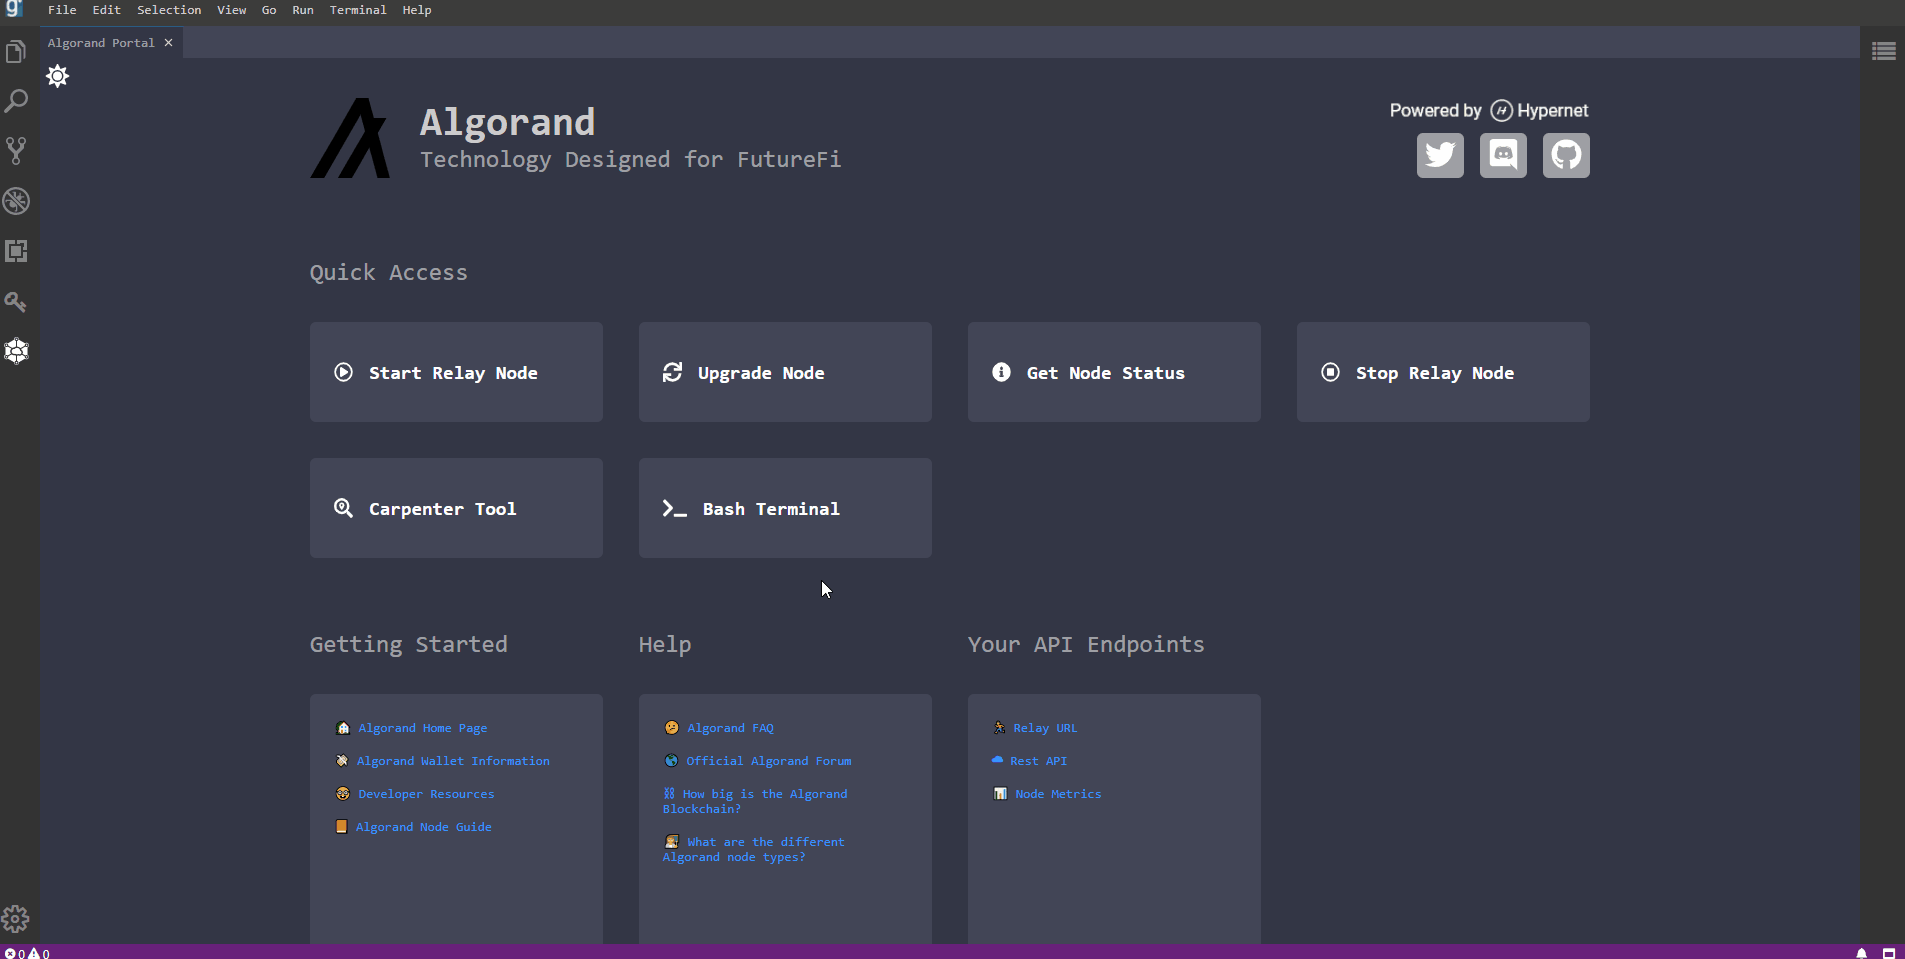 File Edit Selection View Go Run Terminal Help
Algorand Portal
Algorand
Technology Designed for FutureFi
Powered by Hypernet
Quick Access
Start Relay Node
Upgrade Node
Get Node Status
Stop Relay Node
Carpenter Tool
Bash Terminal
Getting Started
Algorand Home Page
Algorand Wallet Information
Developer Resources
Algorand Node Guide
Help
Algorand FAQ
Official Algorand Forum
How big is the Algorand
Blockchain?
What are the different
Algorand node types?
Your API Endpoints
Relay URL
Rest API
Node Metrics
0 0